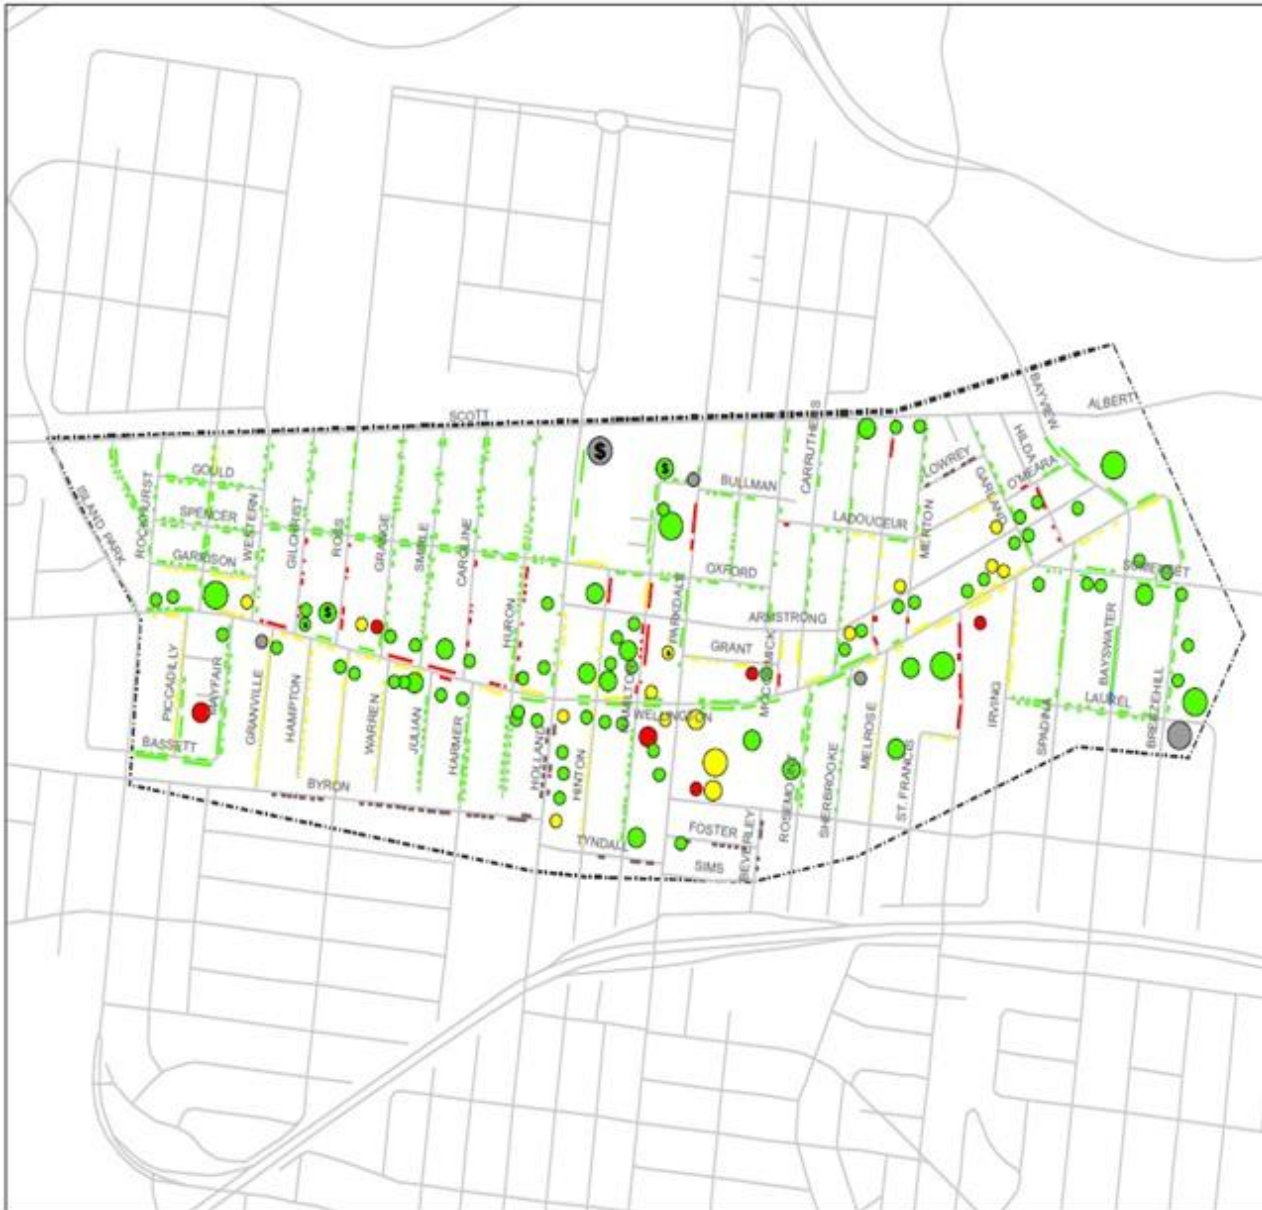 SCOTT
ALBERT
BAYVIEW
HILDA
O'MEARA
LOWREY
GARLAND
CARRUTHERS
BULLMAN
LADOUCEUR
MERTON
GOULD
SPENCER
GARRISON
ISLAND PARK
ROCKHURST
WESTERN
GILCHRIST
ROSS
GRANGE
SMIRLE
CAROLINE
HURON
OXFORD
PARKDALE
ARMSTRONG
GRANT
MCCORMICK
SOMERSET
BAYSWATER
LAUREL
BREEZEHILL
SPADINA
IRVING
PICCADILLY
MAYFAIR
GRANVILLE
HAMPTON
WARREN
JULIAN
HARMER
HOLLAND
HINTON
HAMILTON
WELLINGTON
BASSETT
BYRON
TYNDALL
FOSTER
SIMS
BEVERLEY
ROSEMONT
SHERBROOKE
MELROSE
ST. FRANCIS
$
$
$
$
$